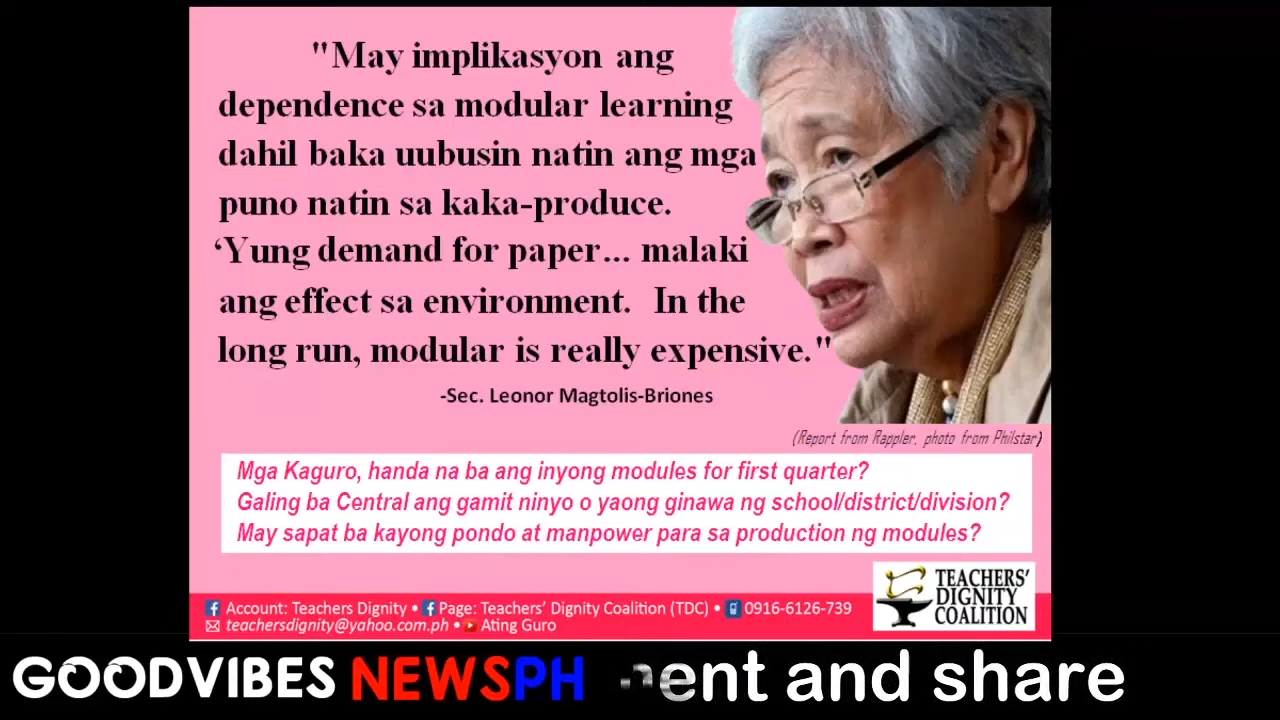 "May implikasyon ang
dependence sa modular learning
dahil baka uubusin natin ang mga
puno natin sa kaka-produce.
‘Yung demand for paper... malaki
ang effect sa environment. In the
long run, modular is really expensive."
-Sec. Leonor Magtolis-Briones
(Report from Rappler, photo from Philstar)
Mga Kaguro, handa na ba ang inyong modules for first quarter?
Galing ba Central ang gamit ninyo o yaong ginawa ng school/district/division?
May sapat ba kayong pondo at manpower para sa production ng modules?
TEACHERS'
DIGNITY
COALITION
Account: Teachers Dignity • Page: Teachers' Dignity Coalition (TDC) • 0916-6126-739
teachersdignity@yahoo.com.ph • Ating Guro
GOODVIBES NEWSPH and share